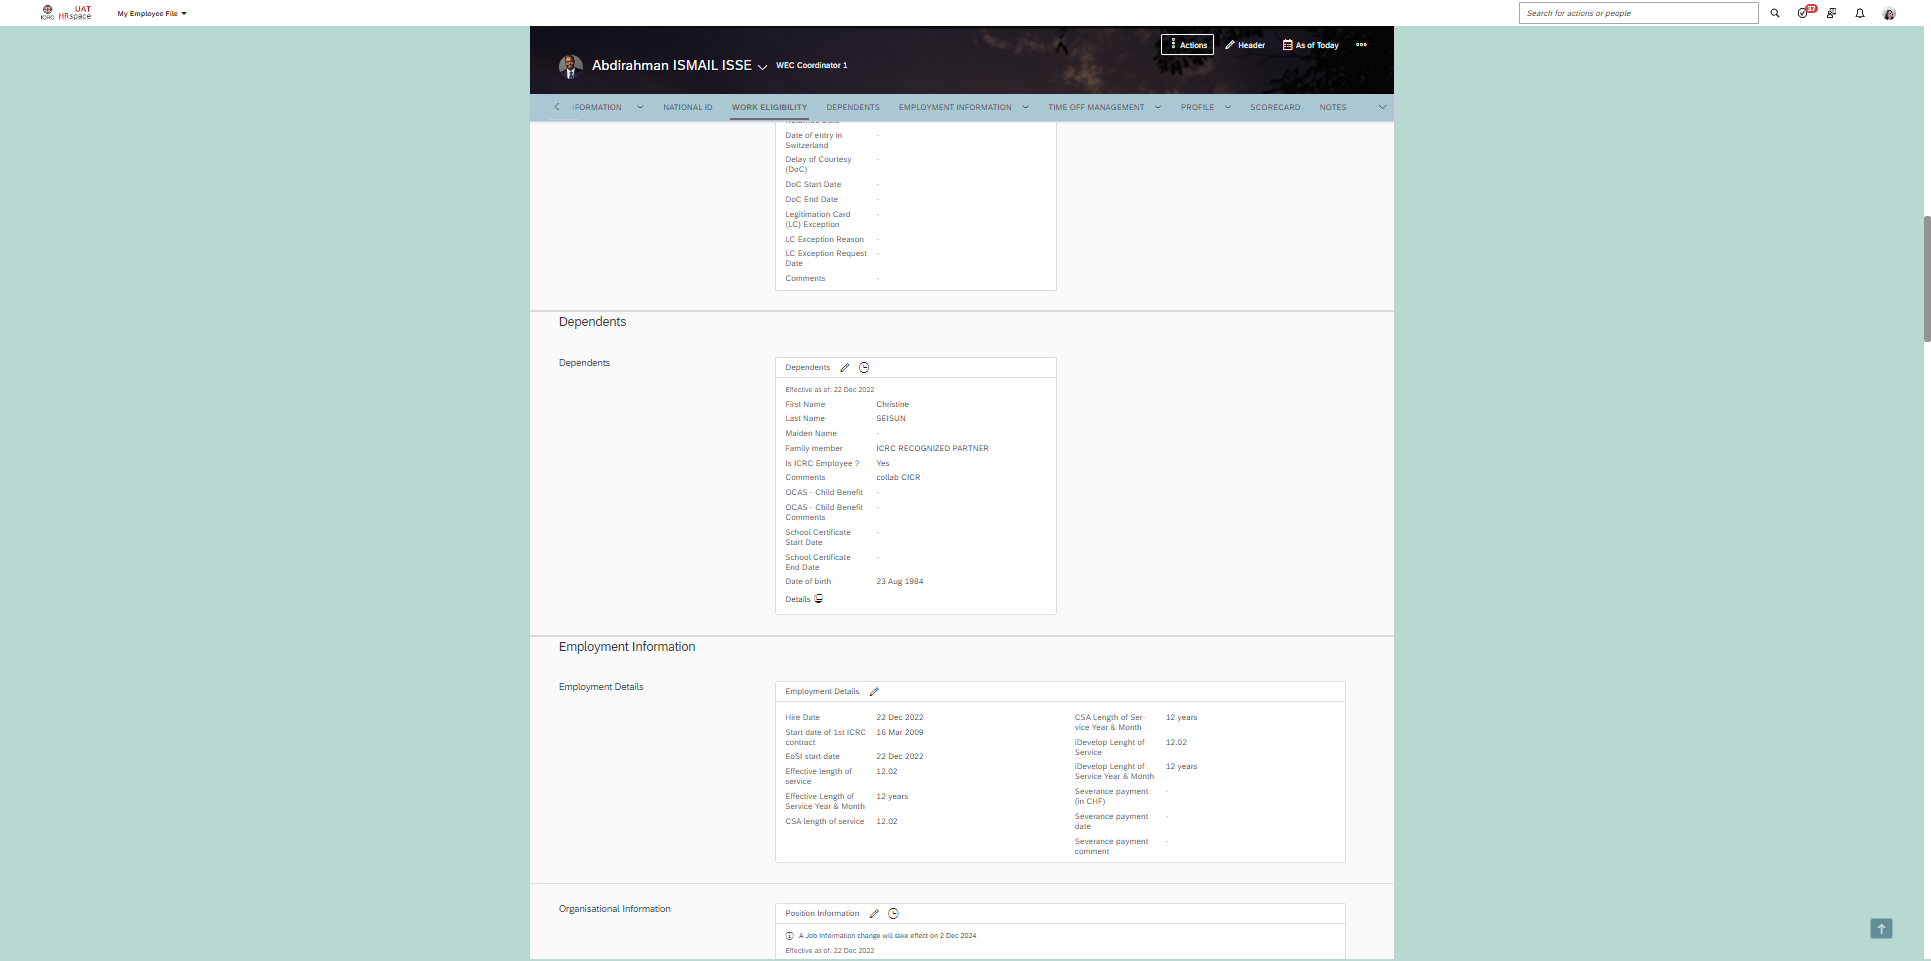 ICRC
UAT
HRspace
My Employee File
Search for actions or people
37
Abdirahman ISMAIL ISSE
WEC Coordinator 1
Actions
Header
As of Today
FORMATION
NATIONAL ID
WORK ELIGIBILITY
DEPENDENTS
EMPLOYMENT INFORMATION
TIME OFF MANAGEMENT
PROFILE
SCORECARD
NOTES
Date of entry in
Switzerland
-
Delay of Courtesy
(DoC)
-
DoC Start Date
-
DoC End Date
-
Legitimation Card
(LC) Exception
-
LC Exception Reason
-
LC Exception Request
Date
-
Comments
-
Dependents
Dependents
Dependents
Effective as of: 22 Dec 2022
First Name
Christine
Last Name
SEISUN
Maiden Name
-
Family member
ICRC RECOGNIZED PARTNER
Is ICRC Employee ?
Yes
Comments
collab CICR
OCAS - Child Benefit
-
OCAS - Child Benefit
Comments
-
School Certificate
Start Date
-
School Certificate
End Date
-
Date of birth
23 Aug 1984
Details
Employment Information
Employment Details
Employment Details
Hire Date
22 Dec 2022
Start date of 1st ICRC
contract
16 Mar 2009
EoSI start date
22 Dec 2022
Effective length of
service
12.02
Effective Length of
Service Year & Month
12 years
CSA length of service
12.02
CSA Length of Ser-
vice Year & Month
12 years
iDevelop Lenght of
Service
12.02
iDevelop Lenght of
Service Year & Month
12 years
Severance payment
(in CHF)
-
Severance payment
date
-
Severance payment
comment
-
Organisational Information
Position Information
A Job Information change will take effect on 2 Dec 2024
Effective as of: 22 Dec 2022